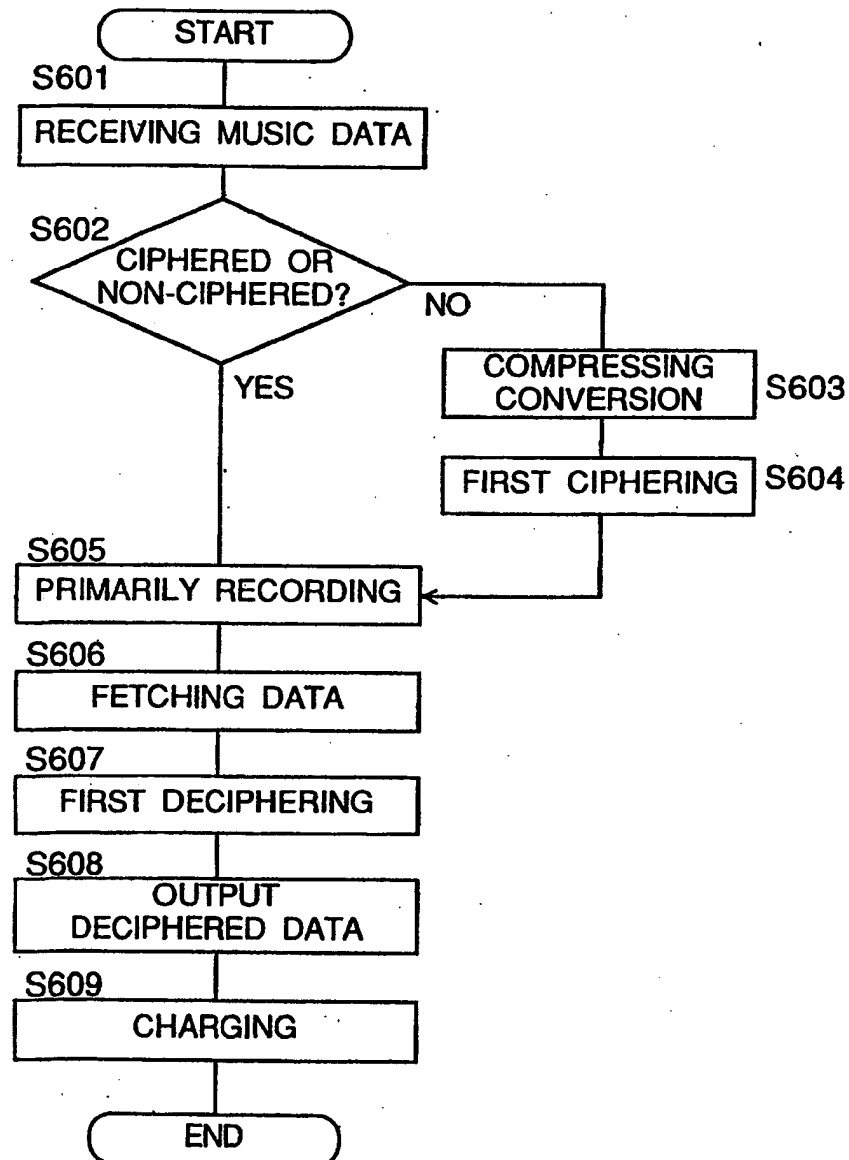 START
S601
RECEIVING MUSIC DATA
S602
CIPHERED OR
NON-CIPHERED?
NO
YES
COMPRESSING
CONVERSION
S603
FIRST CIPHERING
S604
S605
PRIMARILY RECORDING
S606
FETCHING DATA
S607
FIRST DECIPHERING
S608
OUTPUT
DECIPHERED DATA
S609
CHARGING
END